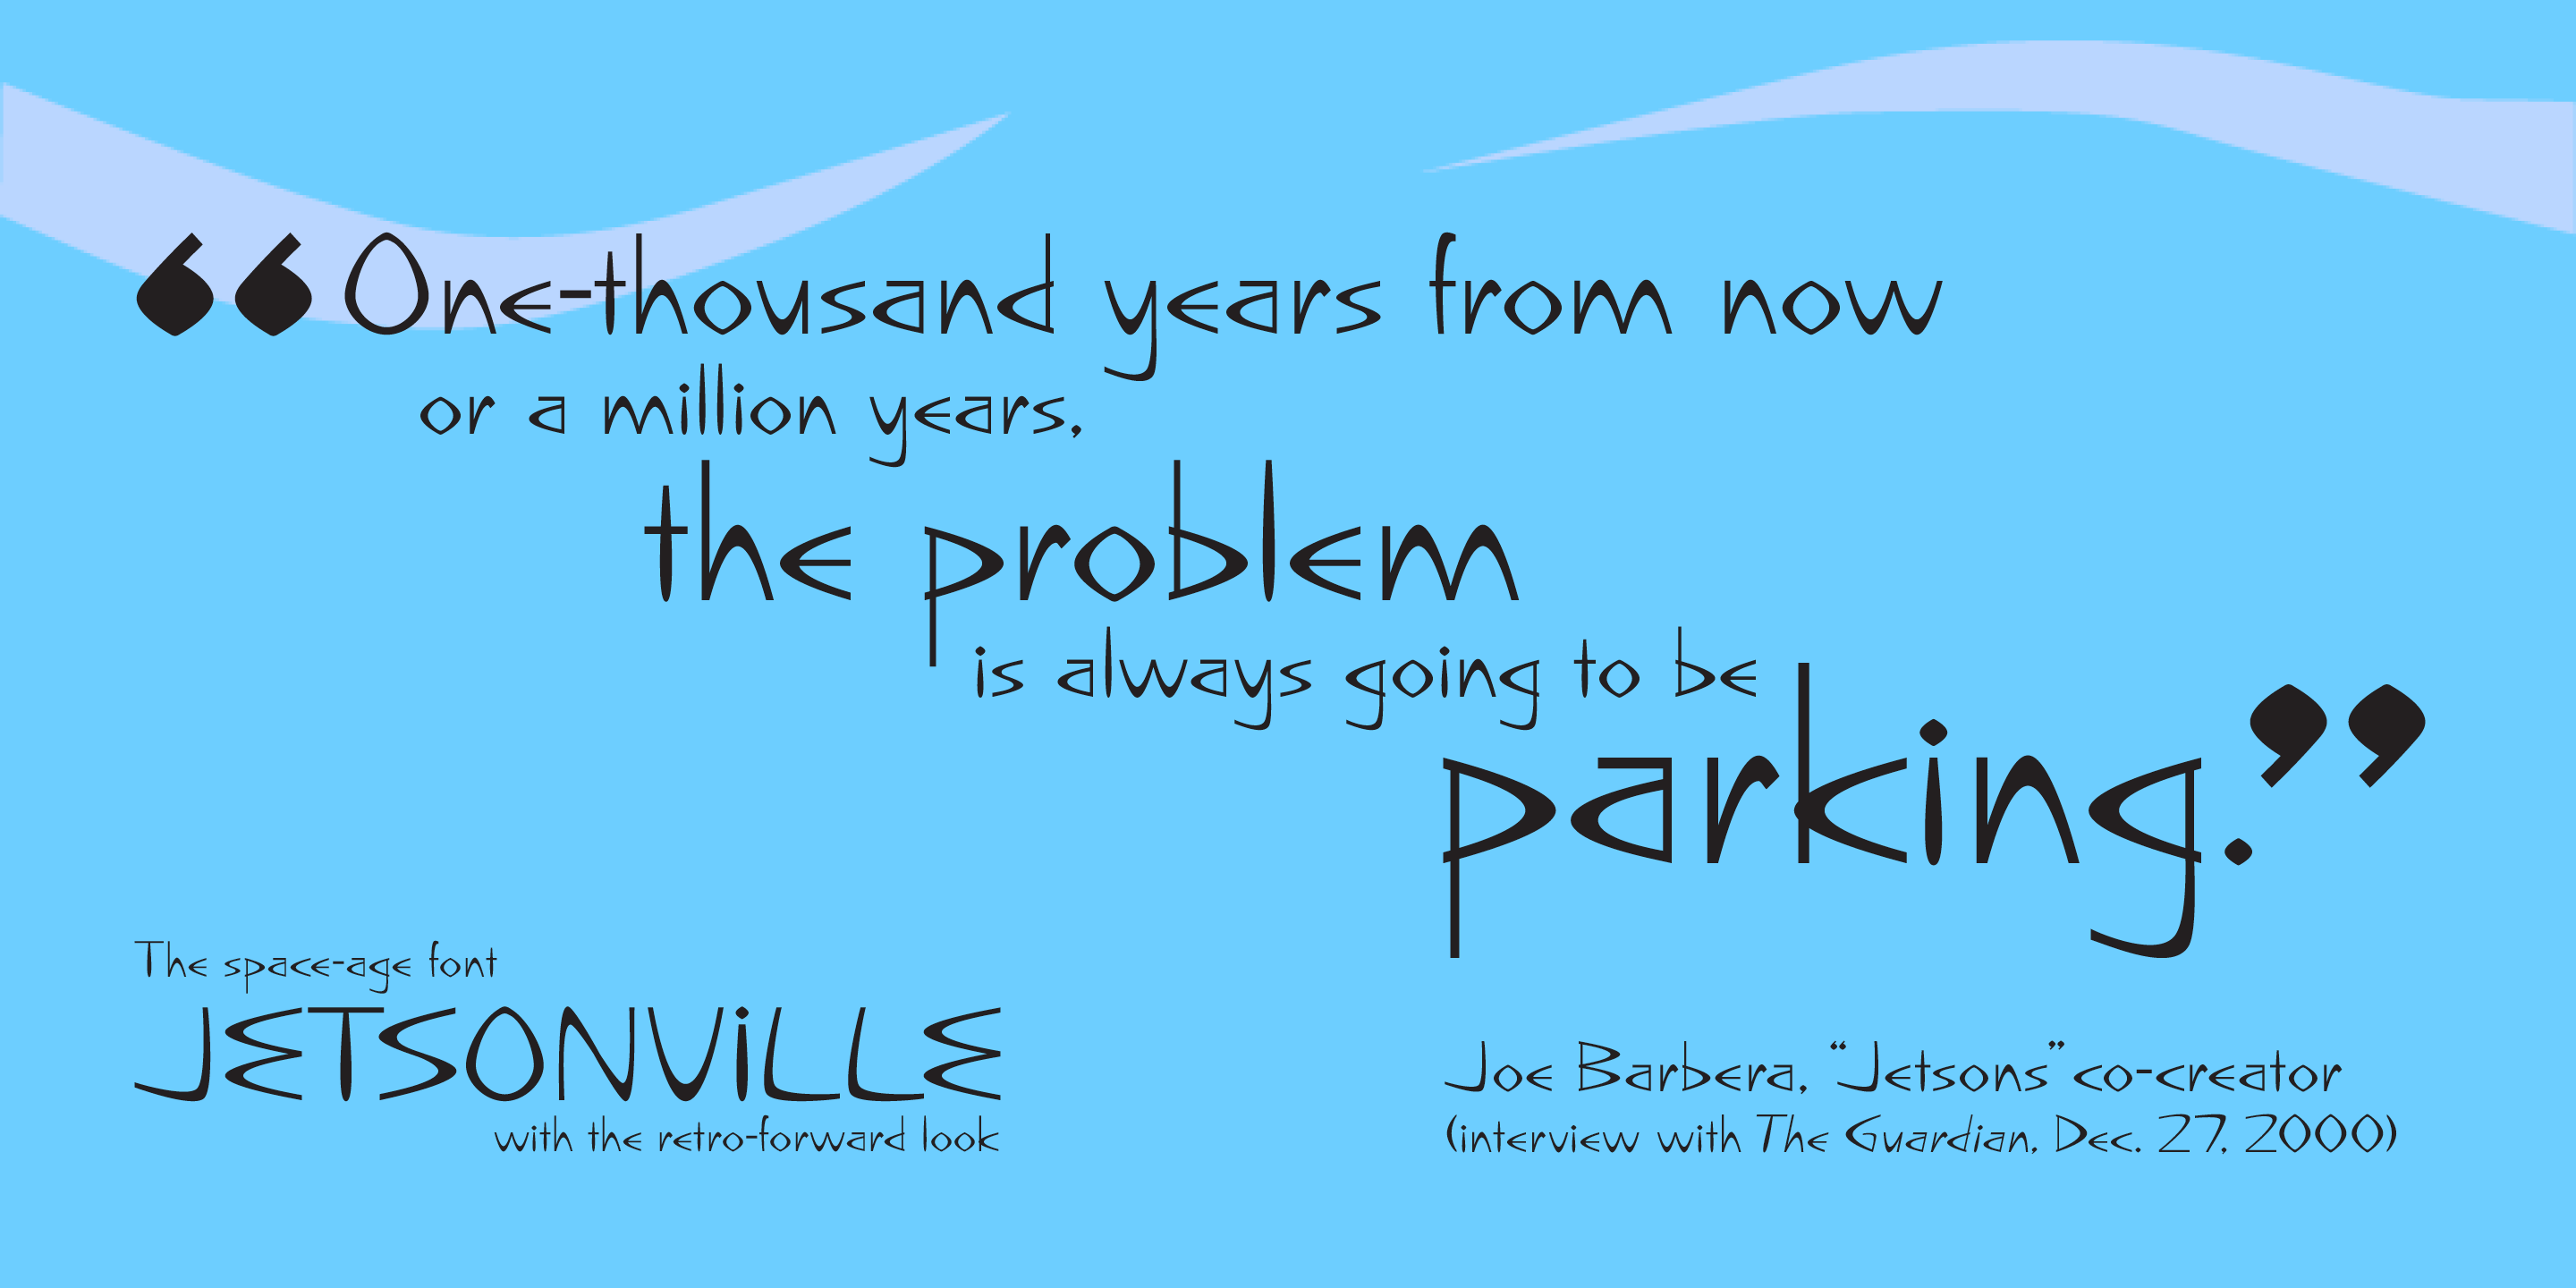 “One-thousand years from now
or a million years,
the problem
is always going to be
parking.”
The space-age font
JETSONViLLE
with the retro-forward look
Joe Barbera, “Jetsons” co-creator
(interview with The Guardian, Dec. 27, 2000)